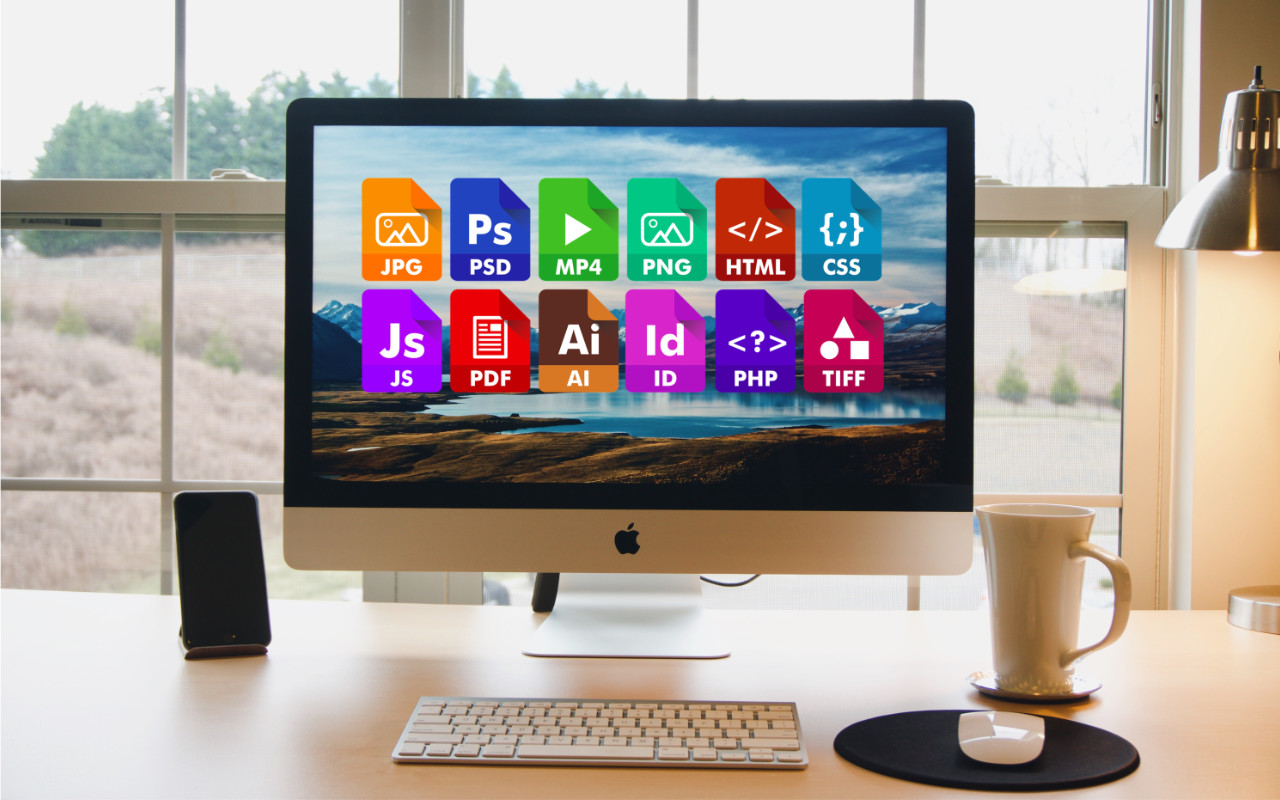 Ps </> {;}
JPG PSD MP4 PNG HTML CSS
Js Ai Id <?>
JS PDF AI ID PHP TIFF